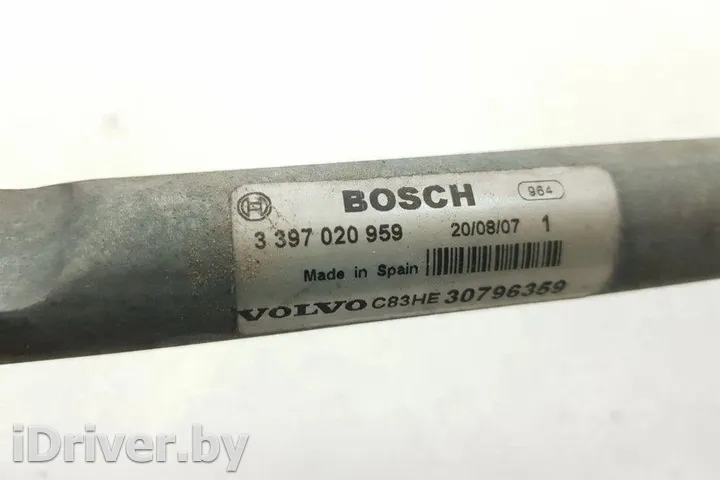 BOSCH 964
3 397 020 959 20/08/07 1
Made in Spain
VOLVO C83HE 30796359
iDriver.by